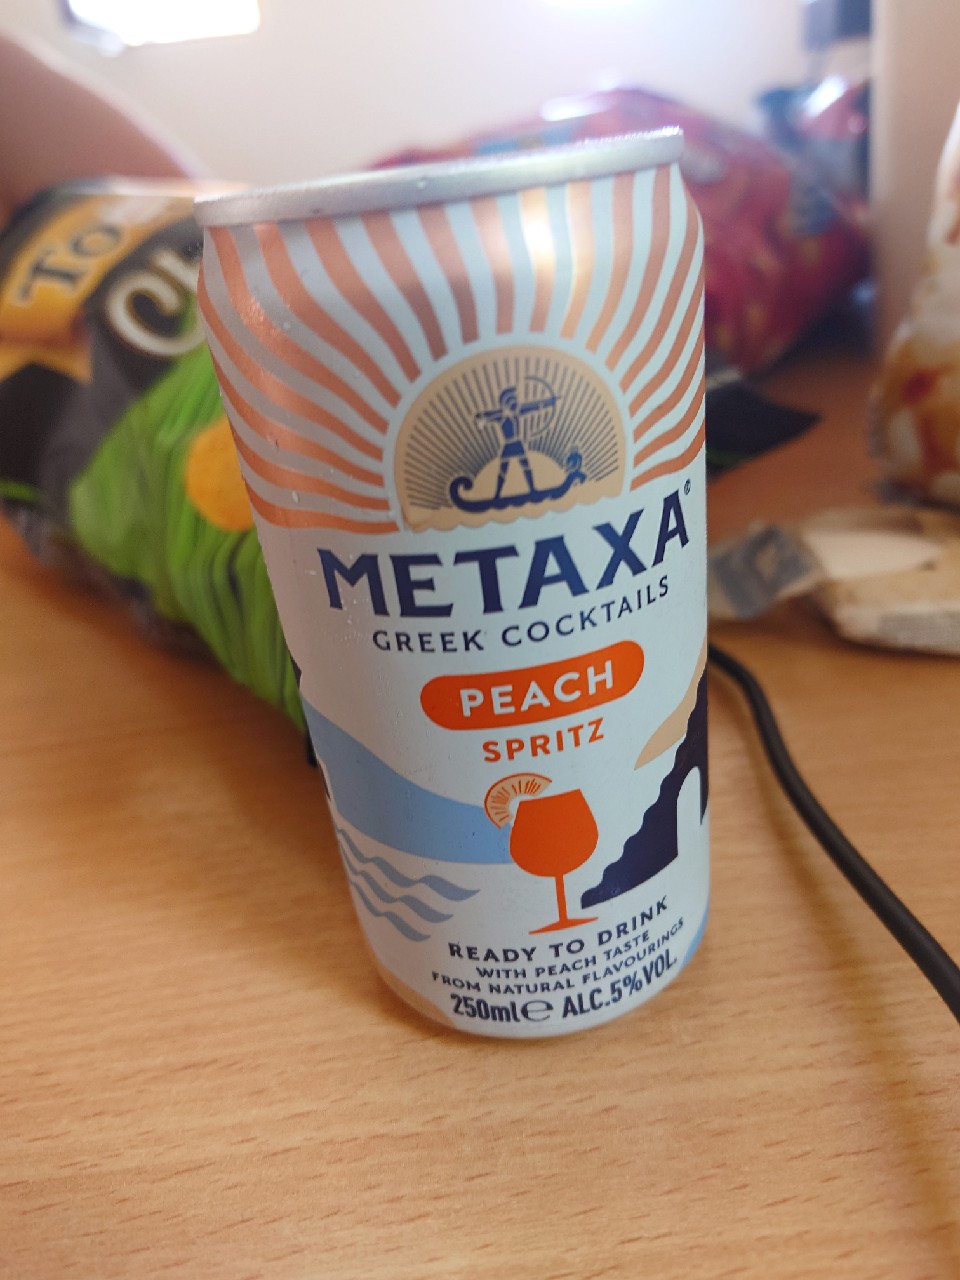 METAXA®
GREEK COCKTAILS
PEACH
SPRITZ
READY TO DRINK
WITH PEACH TASTE
FROM NATURAL FLAVOURINGS
250ml℮ ALC.5%VOL.